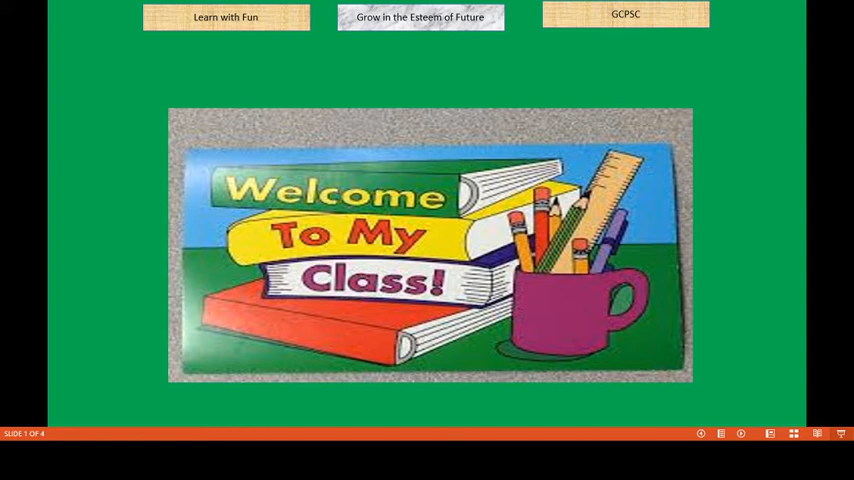 Learn with Fun
Grow in the Esteem of Future
GCPSC
Welcome
To My
Class!
SLIDE 1 OF 4